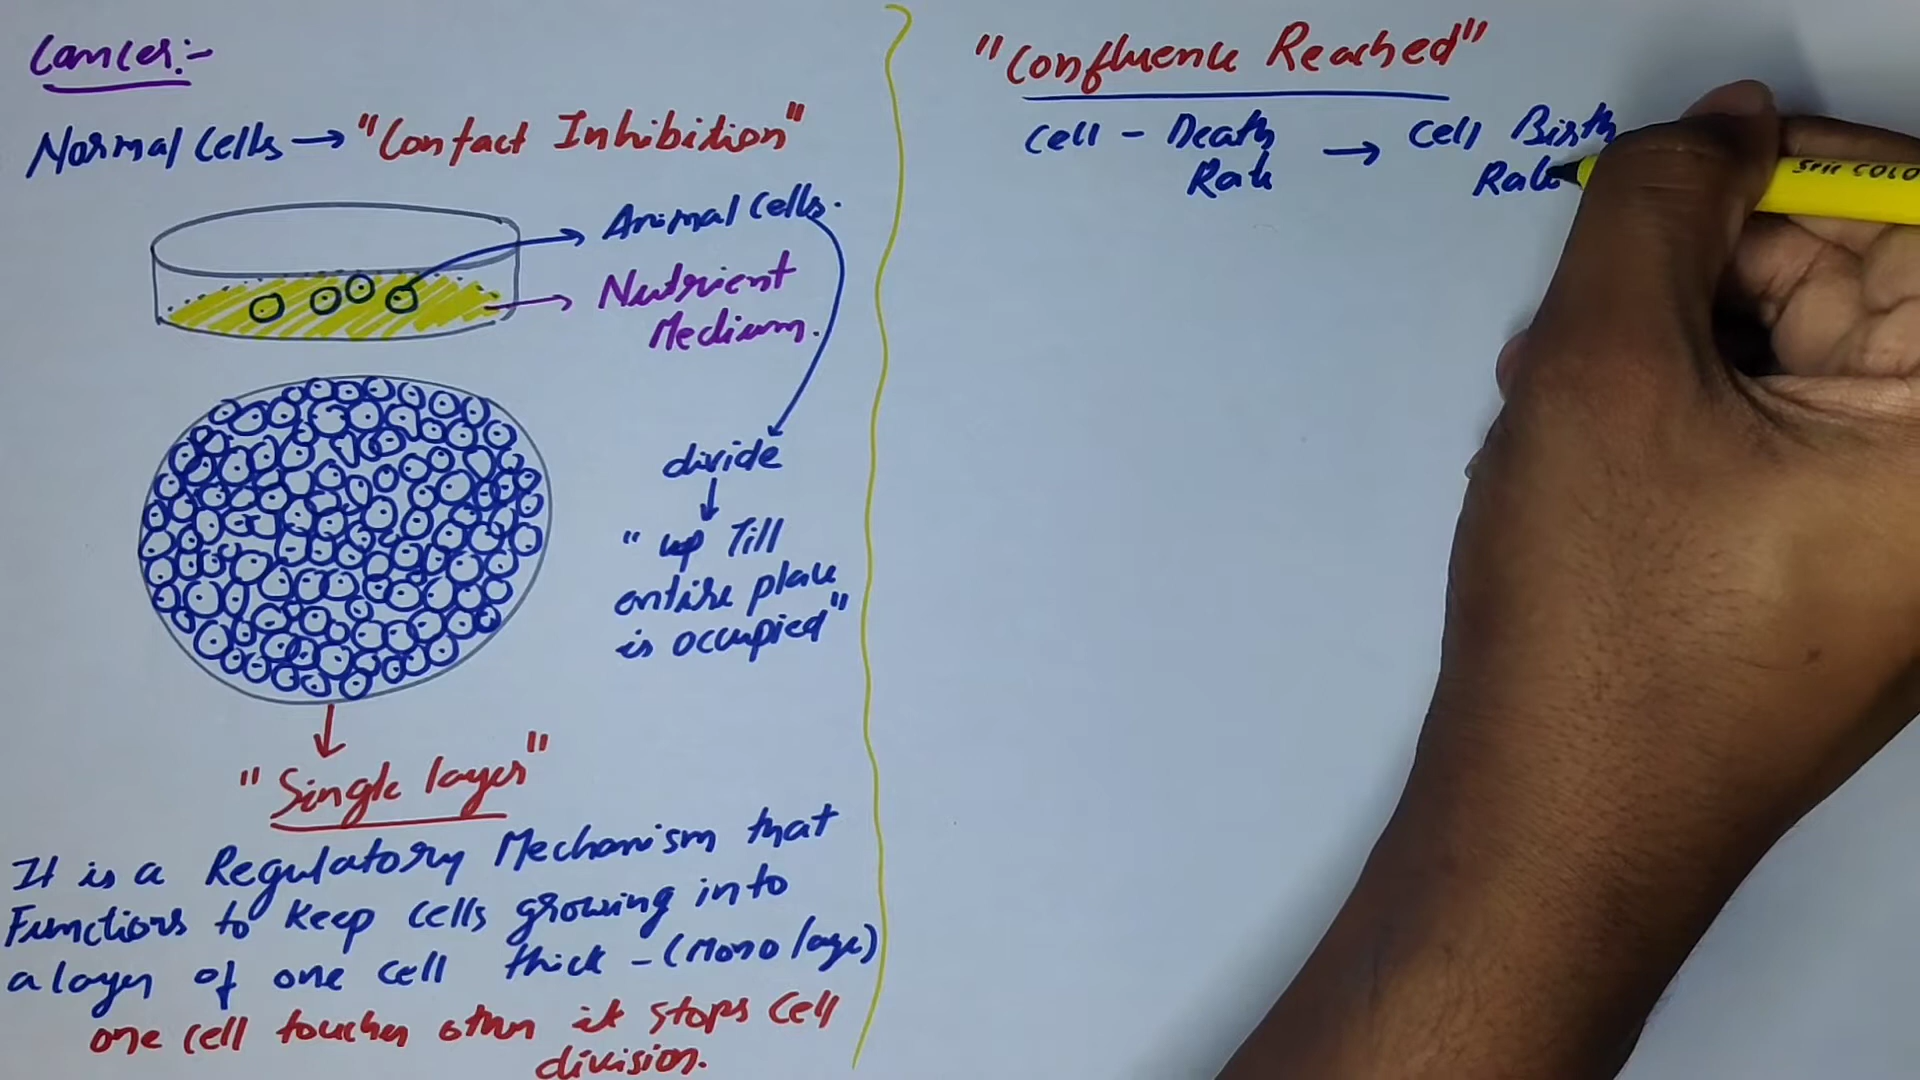 Cancer:-
Normal Cells → "Contact Inhibition"
Animal Cells.
Nutrient
Medium.
divide
↓
"up Till
entire place
is occupied"
"Single layer"
It is a Regulatory Mechanism that
Functions to keep cells growing into
a layer of one cell thick - (Mono layer)
one cell touches other it stops cell
division.
"Confluence Reached"
Cell - Death → Cell Birth
Rate Rate
SPIC COLO